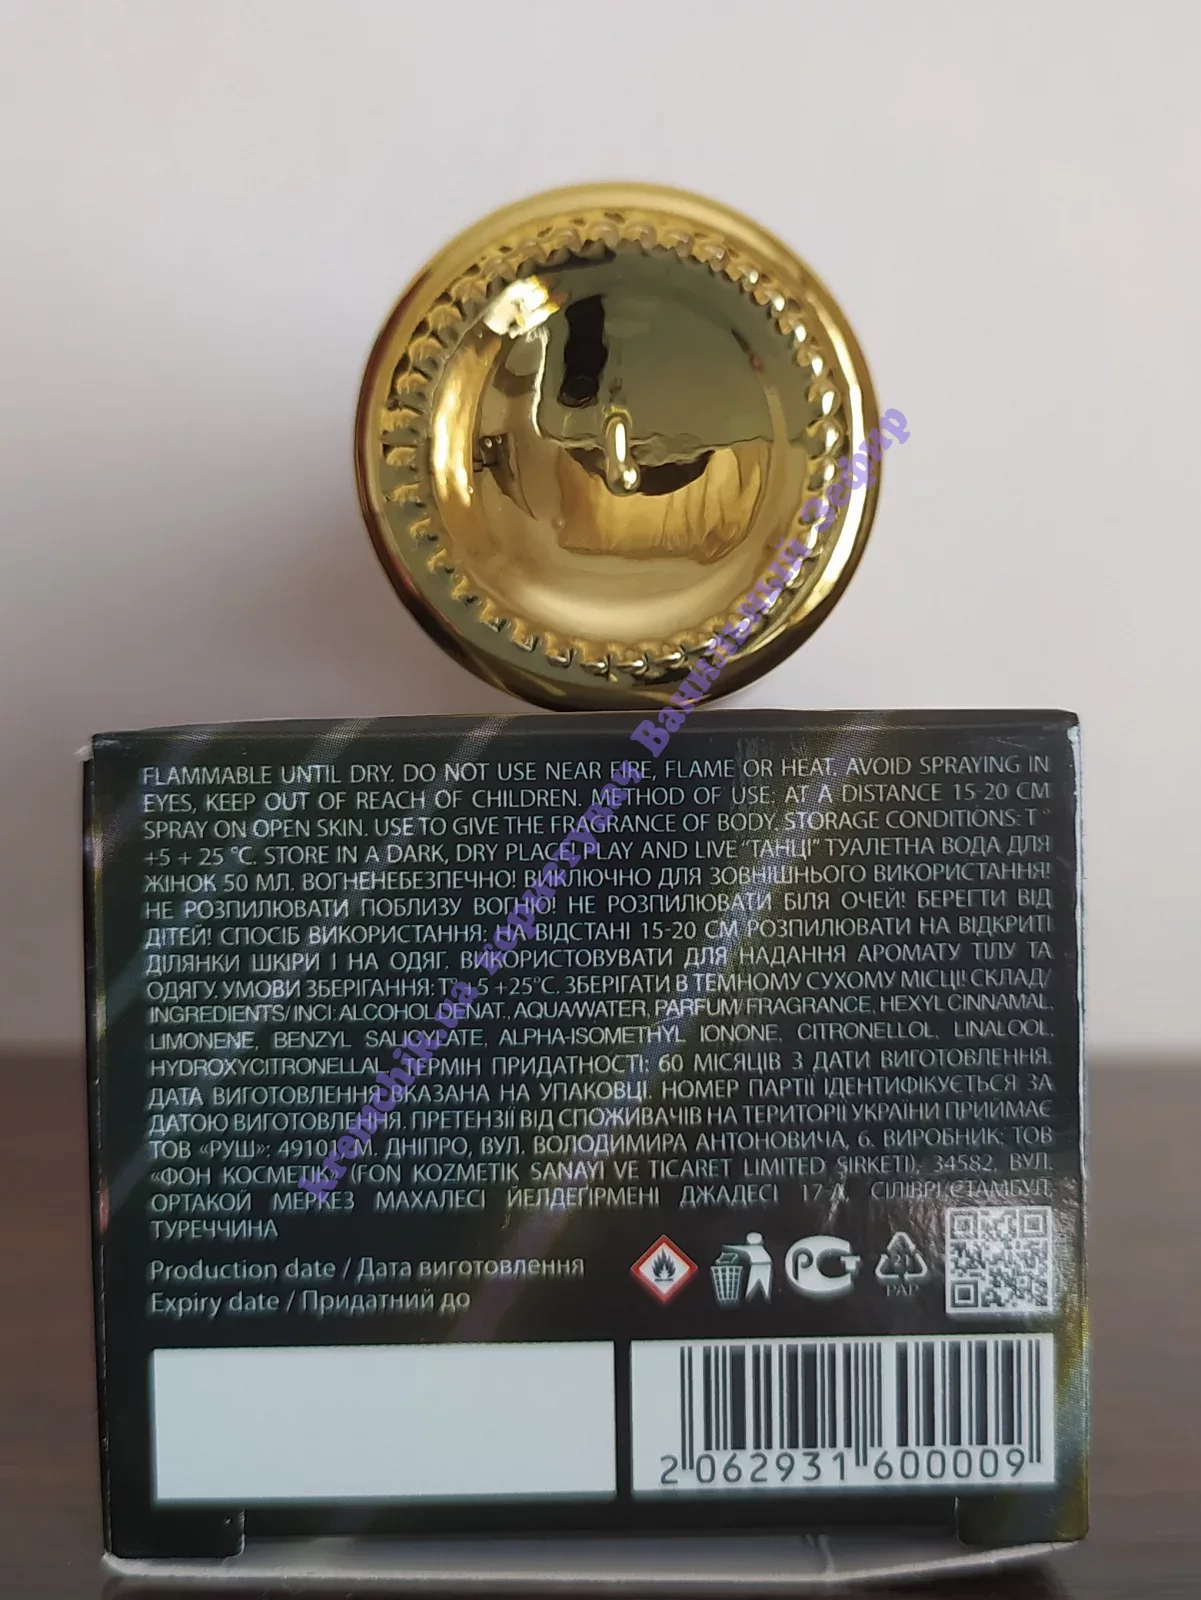 FLAMMABLE UNTIL DRY. DO NOT USE NEAR FIRE, FLAME OR HEAT. AVOID SPRAYING IN
EYES, KEEP OUT OF REACH OF CHILDREN. METHOD OF USE: AT A DISTANCE 15-20 CM
SPRAY ON OPEN SKIN. USE TO GIVE THE FRAGRANCE OF BODY. STORAGE CONDITIONS: T °
+5 + 25 °C. STORE IN A DARK, DRY PLACE! PLAY AND LIVE "ТАНЦІ" ТУАЛЕТНА ВОДА ДЛЯ
ЖІНОК 50 МЛ. ВОГНЕНЕБЕЗПЕЧНО! ВИКЛЮЧНО ДЛЯ ЗОВНІШНЬОГО ВИКОРИСТАННЯ!
НЕ РОЗПИЛЮВАТИ ПОБЛИЗУ ВОГНЮ! НЕ РОЗПИЛЮВАТИ БІЛЯ ОЧЕЙ! БЕРЕГТИ ВІД
ДІТЕЙ! СПОСІБ ВИКОРИСТАННЯ: НА ВІДСТАНІ 15-20 СМ РОЗПИЛЮВАТИ НА ВІДКРИТІ
ДІЛЯНКИ ШКІРИ І НА ОДЯГ. ВИКОРИСТОВУВАТИ ДЛЯ НАДАННЯ АРОМАТУ ТІЛУ ТА
ОДЯГУ. УМОВИ ЗБЕРІГАННЯ: Т° +5 +25°С. ЗБЕРІГАТИ В ТЕМНОМУ СУХОМУ МІСЦІ! СКЛАД/
INGREDIENTS/ INCI: ALCOHOL DENAT., AQUA/WATER, PARFUM/FRAGRANCE, HEXYL CINNAMAL,
LIMONENE, BENZYL SALICYLATE, ALPHA-ISOMETHYL IONONE, CITRONELLOL, LINALOOL,
HYDROXYCITRONELLAL. ТЕРМІН ПРИДАТНОСТІ: 60 МІСЯЦІВ З ДАТИ ВИГОТОВЛЕННЯ.
ДАТА ВИГОТОВЛЕННЯ ВКАЗАНА НА УПАКОВЦІ. НОМЕР ПАРТІЇ ІДЕНТИФІКУЄТЬСЯ ЗА
ДАТОЮ ВИГОТОВЛЕННЯ. ПРЕТЕНЗІЇ ВІД СПОЖИВАЧІВ НА ТЕРИТОРІЇ УКРАЇНИ ПРИЙМАЄ
ТОВ «РУШ»: 49101, М. ДНІПРО, ВУЛ. ВОЛОДИМИРА АНТОНОВИЧА, 6. ВИРОБНИК: ТОВ
«ФОН КОСМЕТІК» (FON KOZMETIK SANAYI VE TICARET LIMITED ŞIRKETI), 34582, ВУЛ.
ОРТАКОЙ МЕРКЕЗ МАХАЛЕСІ ЙЕЛДЕГІРМЕНІ ДЖАДЕСІ 17-А, СІЛІВРІ/СТАМБУЛ,
ТУРЕЧЧИНА
Production date / Дата виготовлення
Expiry date / Придатний до
PAP
2 062931 600009
kremchik.ua користувач Ванильный Зефир